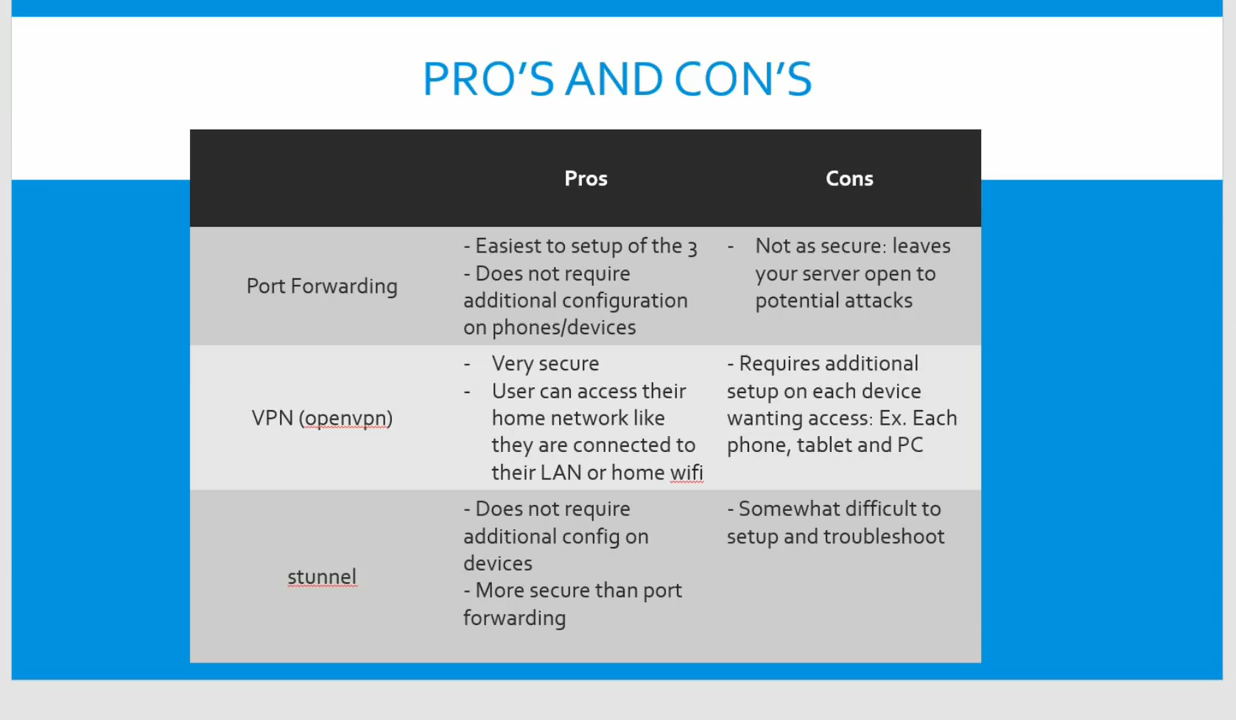 PRO'S AND CON'S
Pros
Cons
Port Forwarding
- Easiest to setup of the 3
- Does not require
additional configuration
on phones/devices
- Not as secure: leaves
your server open to
potential attacks
VPN (openvpn)
- Very secure
- User can access their
home network like
they are connected to
their LAN or home wifi
- Requires additional
setup on each device
wanting access: Ex. Each
phone, tablet and PC
stunnel
- Does not require
additional config on
devices
- More secure than port
forwarding
- Somewhat difficult to
setup and troubleshoot